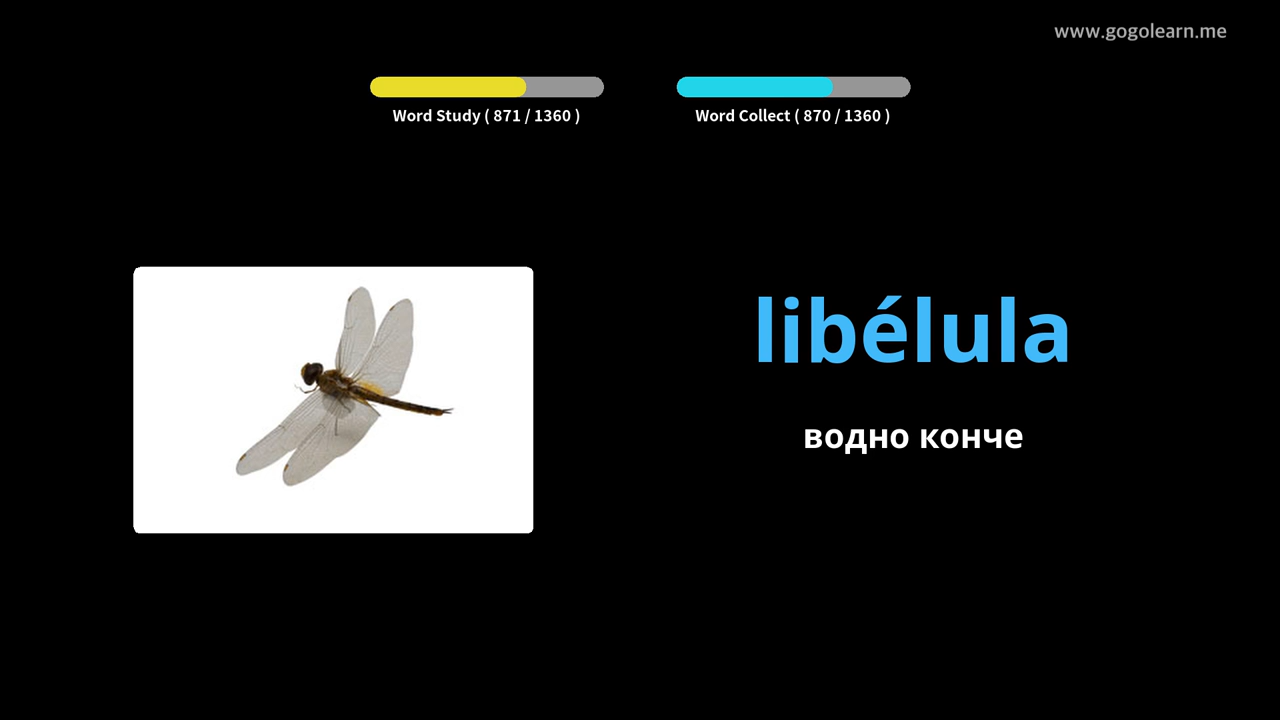 www.gogolearn.me
Word Study ( 871 / 1360 )
Word Collect ( 870 / 1360 )
libélula
водно конче